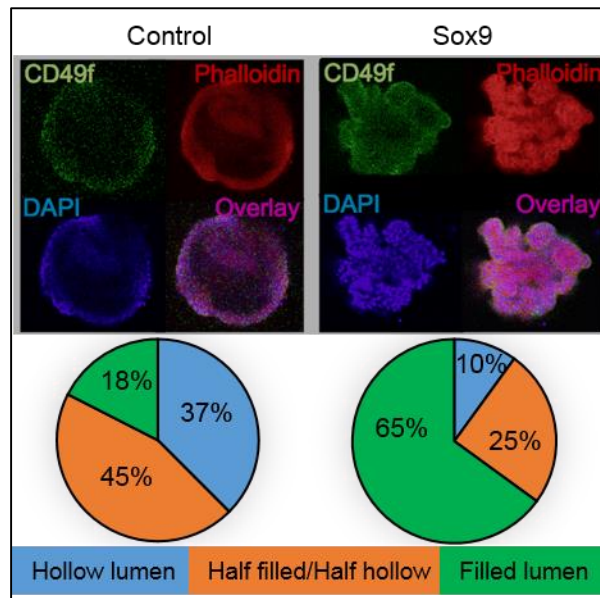 Control
Sox9
CD49f
Phalloidin
CD49f
Phalloidin
DAPI
Overlay
DAPI
Overlay
18%
37%
45%
10%
65%
25%
Hollow lumen
Half filled/Half hollow
Filled lumen